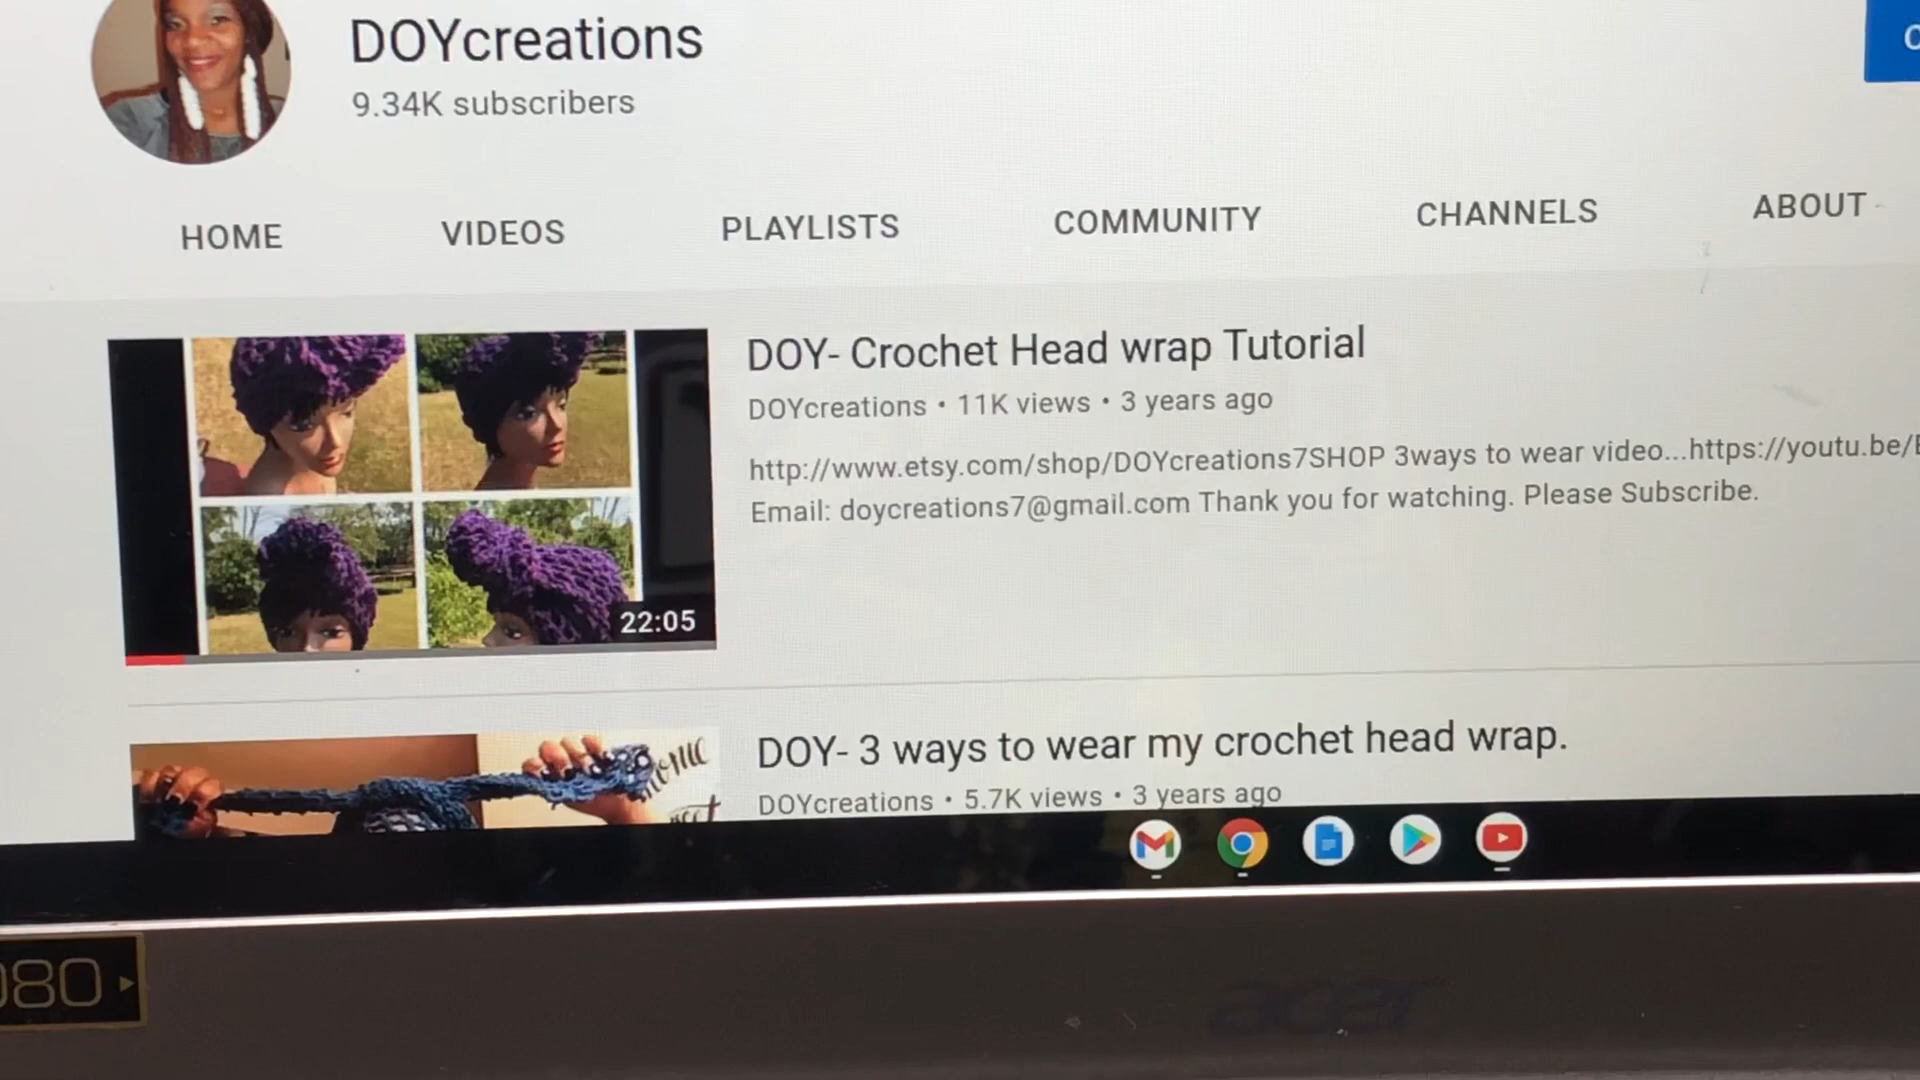 DOYcreations
9.34K subscribers
HOME VIDEOS PLAYLISTS COMMUNITY CHANNELS ABOUT
DOY- Crochet Head wrap Tutorial
DOYcreations • 11K views • 3 years ago
http://www.etsy.com/shop/DOYcreations7SHOP 3ways to wear video...https://youtu.be/
Email: doycreations7@gmail.com Thank you for watching. Please Subscribe.
22:05
DOY- 3 ways to wear my crochet head wrap.
DOYcreations • 5.7K views • 3 years ago
080
acer